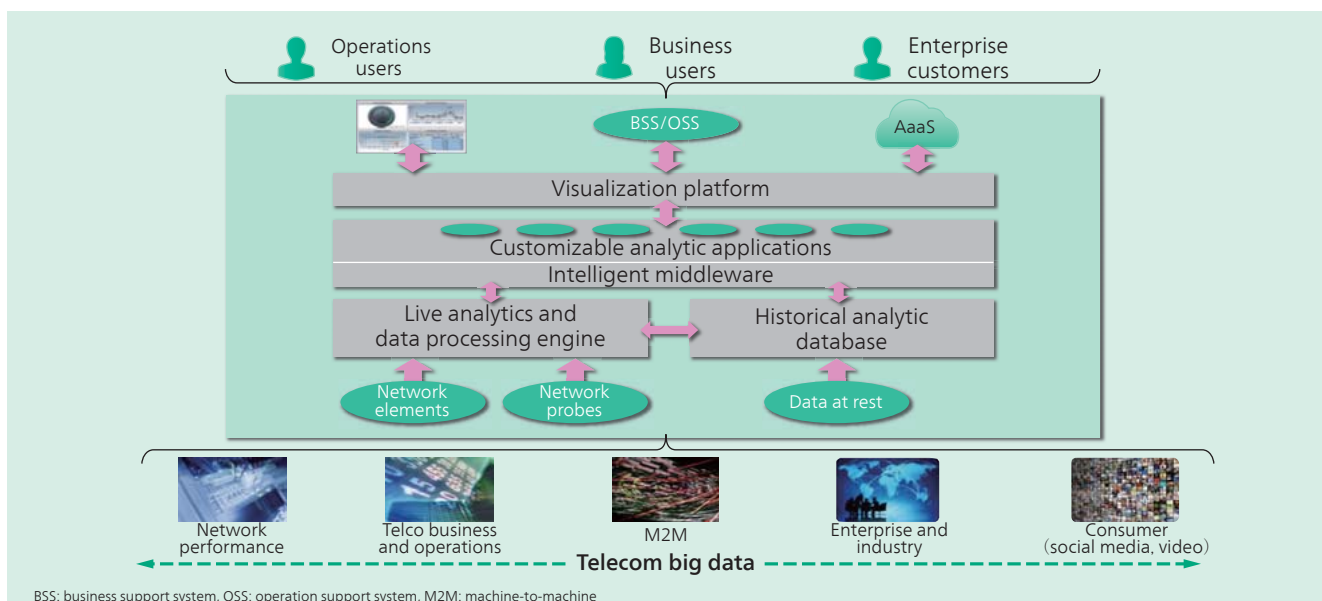 Operations
users
Business
users
Enterprise
customers
BSS/OSS
AaaS
Visualization platform
Customizable analytic applications
Intelligent middleware
Live analytics and
data processing engine
Historical analytic
database
Network
elements
Network
probes
Data at rest
Network
performance
Telco business
and operations
M2M
Enterprise and
industry
Consumer
(social media, video)
Telecom big data
BSS: business support system, OSS: operation support system, M2M: machine-to-machine